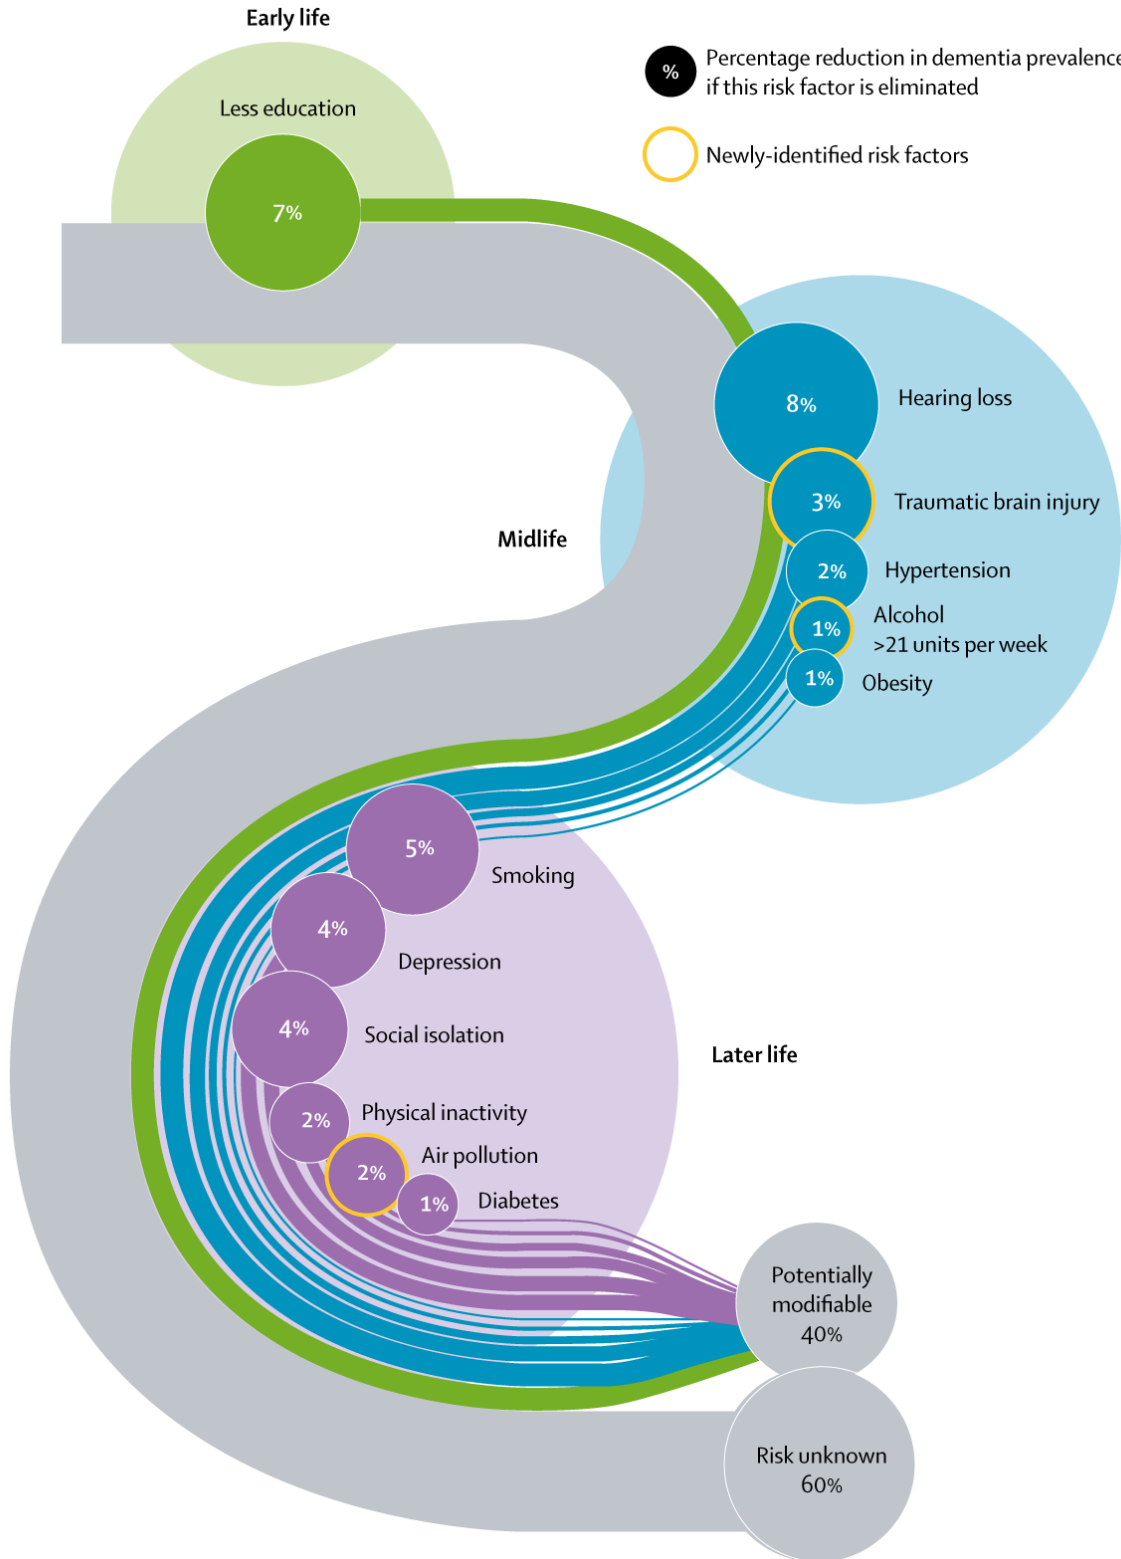 Early life
%
Percentage reduction in dementia prevalence
if this risk factor is eliminated
Newly-identified risk factors
Less education
7%
8%
Hearing loss
3%
Traumatic brain injury
Midlife
2%
Hypertension
1%
Alcohol
>21 units per week
1%
Obesity
5%
Smoking
4%
Depression
4%
Social isolation
Later life
2%
Physical inactivity
2%
Air pollution
1%
Diabetes
Potentially
modifiable
40%
Risk unknown
60%